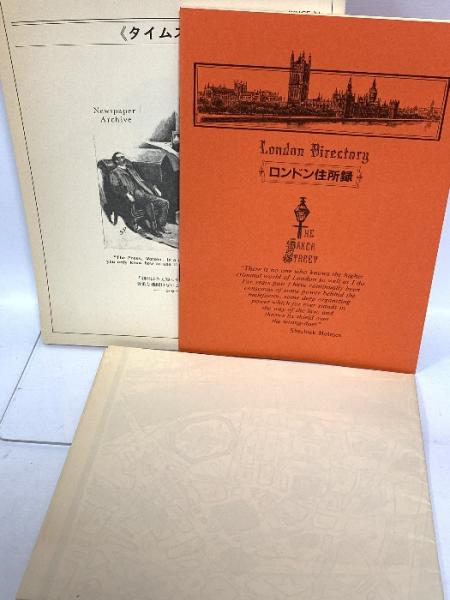 《タイムズ
Newspaper
Archive
"The Press, Watson, is a
you only know how to use it
London Directory
ロンドン住所録
THE
BAKER
STREET
"There is no one who knows the higher
criminal world of London so well as I do
For years past I have continually been
conscious of some power behind the
malefactor, some deep organizing
power which for ever stands in
the way of the law, and
throws its shield over
the wrong-doer"
Sherlock Holmes